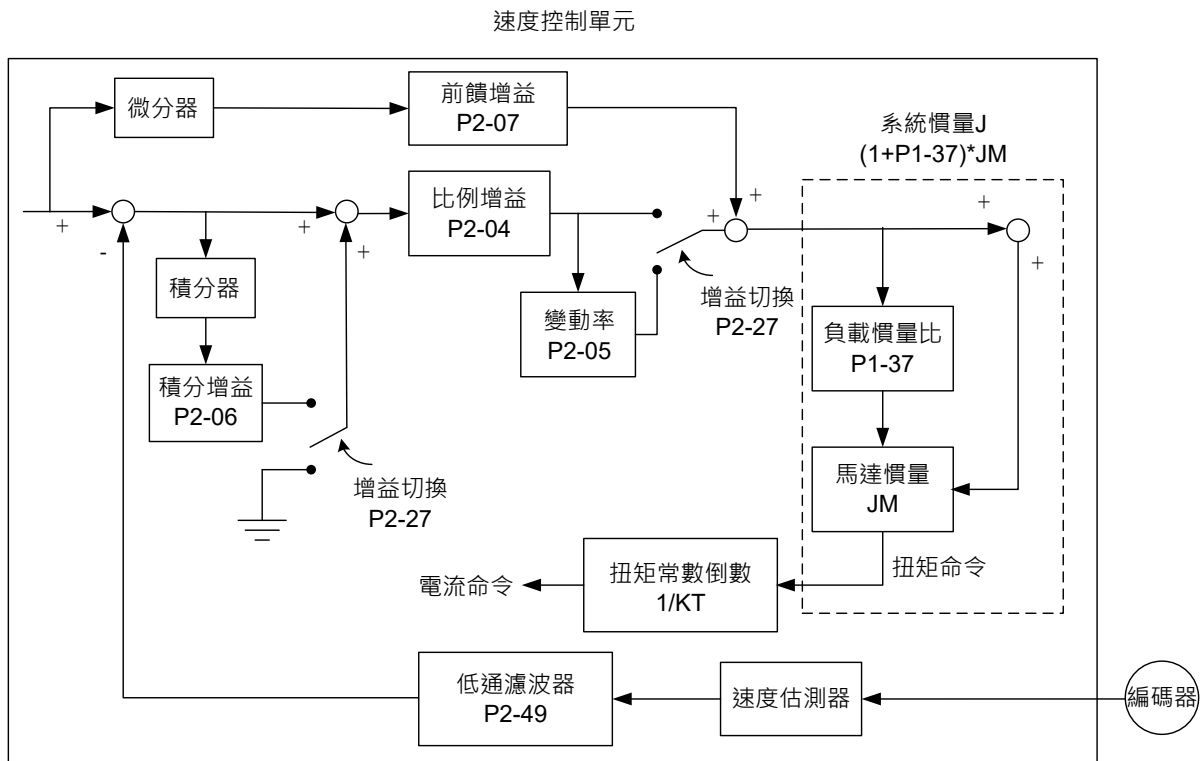 速度控制單元
微分器
前饋增益
P2-07
系統慣量J
(1+P1-37)*JM
+
-
+
+
比例增益
P2-04
+
+
+
+
積分器
積分增益
P2-06
增益切換
P2-27
變動率
P2-05
增益切換
P2-27
負載慣量比
P1-37
馬達慣量
JM
扭矩命令
扭矩常數倒數
1/KT
電流命令
低通濾波器
P2-49
速度估測器
編碼器